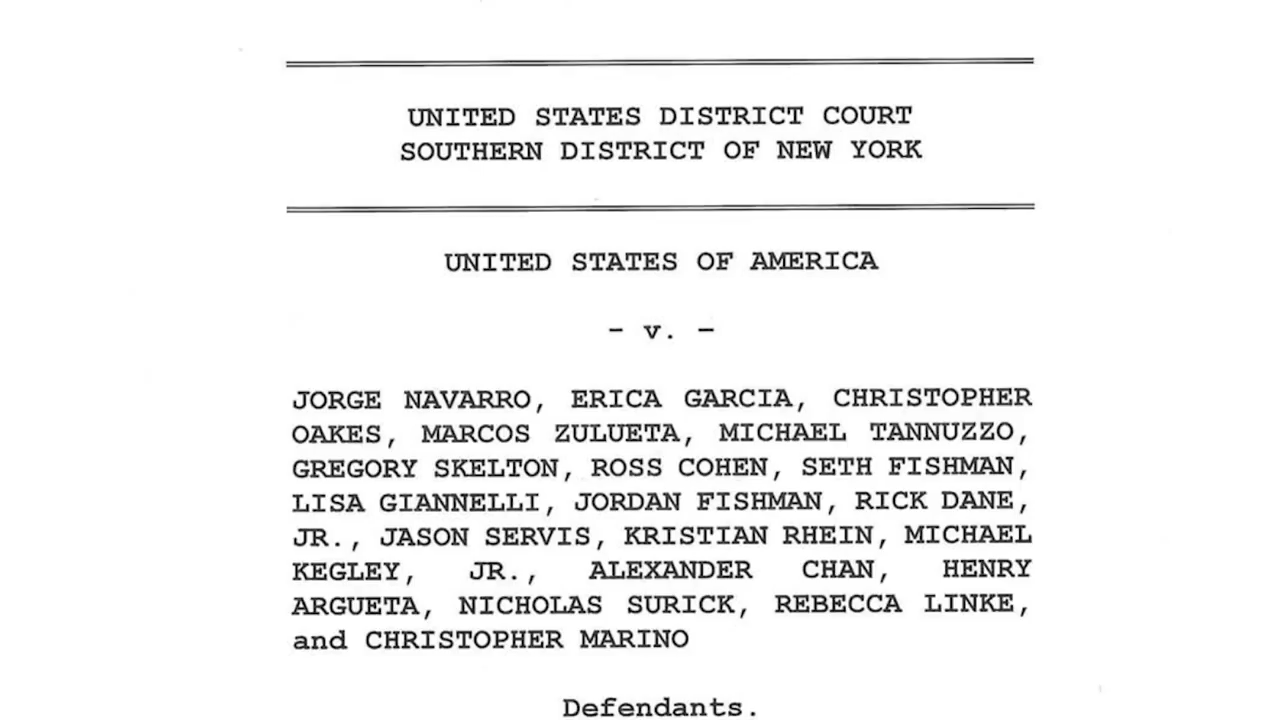 UNITED STATES DISTRICT COURT
SOUTHERN DISTRICT OF NEW YORK
UNITED STATES OF AMERICA
- v. -
JORGE NAVARRO, ERICA GARCIA, CHRISTOPHER
OAKES, MARCOS ZULUETA, MICHAEL TANNUZZO,
GREGORY SKELTON, ROSS COHEN, SETH FISHMAN,
LISA GIANNELLI, JORDAN FISHMAN, RICK DANE,
JR., JASON SERVIS, KRISTIAN RHEIN, MICHAEL
KEGLEY, JR., ALEXANDER CHAN, HENRY
ARGUETA, NICHOLAS SURICK, REBECCA LINKE,
and CHRISTOPHER MARINO
Defendants.